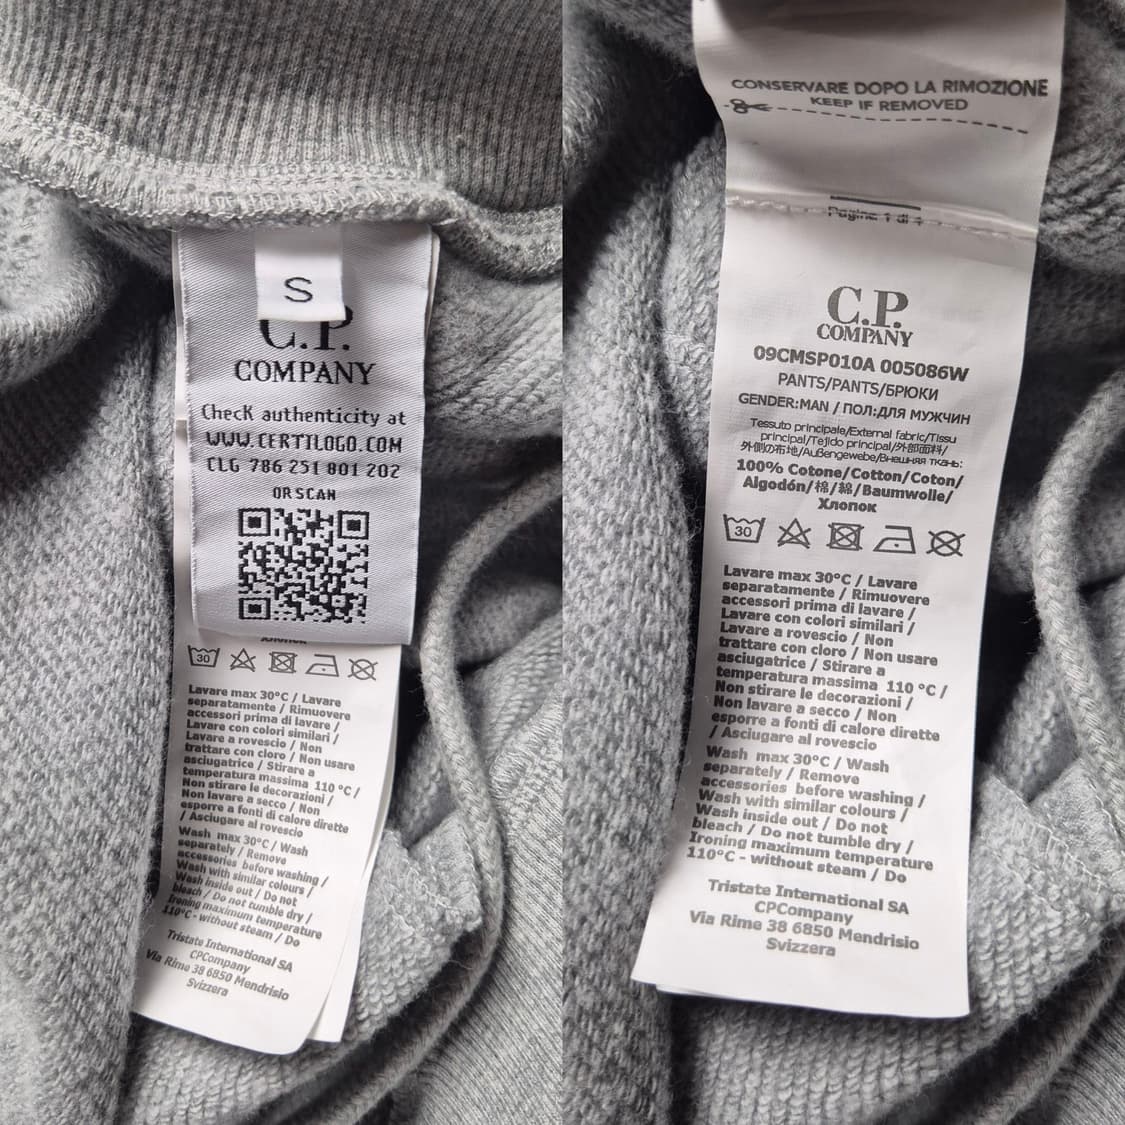 S
C.P.
COMPANY
Check authenticity at
WWW.CERTILOGO.COM
CLG 786 251 801 202
OR SCAN
Хлопок
30
Lavare max 30°C / Lavare
separatamente / Rimuovere
accessori prima di lavare /
Lavare con colori similari /
Lavare a rovescio / Non
trattare con cloro / Non usare
asciugatrice / Stirare a
temperatura massima 110 °C /
Non stirare le decorazioni /
Non lavare a secco / Non
esporre a fonti di calore dirette
/ Asciugare al rovescio
Wash max 30°C / Wash
separately / Remove
accessories before washing /
Wash with similar colours /
Wash inside out / Do not
bleach / Do not tumble dry /
Ironing maximum temperature
110°C - without steam / Do
Tristate International SA
CPCompany
Via Rime 38 6850 Mendrisio
Svizzera
CONSERVARE DOPO LA RIMOZIONE
KEEP IF REMOVED
Pagina 1 di 4
C.P.
COMPANY
09CMSP010A 005086W
PANTS/PANTS/БРЮКИ
GENDER:MAN / ПОЛ:ДЛЯ МУЖЧИН
Tessuto principale/External fabric/Tissu
principal/Tejido principal/外部面料/
外側の布地/Außengewebe/Внешняя ткань:
100% Cotone/Cotton/Coton/
Algodón/棉/綿/Baumwolle/
Хлопок
30
Lavare max 30°C / Lavare
separatamente / Rimuovere
accessori prima di lavare /
Lavare con colori similari /
Lavare a rovescio / Non
trattare con cloro / Non usare
asciugatrice / Stirare a
temperatura massima 110 °C /
Non stirare le decorazioni /
Non lavare a secco / Non
esporre a fonti di calore dirette
/ Asciugare al rovescio
Wash max 30°C / Wash
separately / Remove
accessories before washing /
Wash with similar colours /
Wash inside out / Do not
bleach / Do not tumble dry /
Ironing maximum temperature
110°C - without steam / Do
Tristate International SA
CPCompany
Via Rime 38 6850 Mendrisio
Svizzera